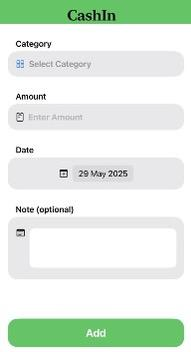 CashIn
Category
Select Category
Amount
Enter Amount
Date
29 May 2025
Note (optional)
Add